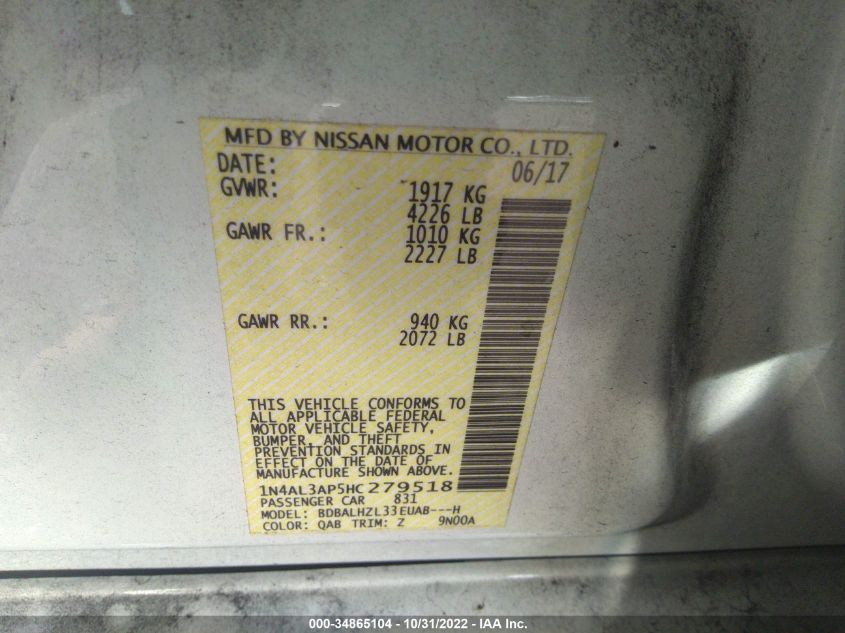 MFD BY NISSAN MOTOR CO., LTD.
DATE: 06/17
GVWR: 1917 KG
4226 LB
GAWR FR.: 1010 KG
2227 LB
GAWR RR.: 940 KG
2072 LB
THIS VEHICLE CONFORMS TO
ALL APPLICABLE FEDERAL
MOTOR VEHICLE SAFETY,
BUMPER, AND THEFT
PREVENTION STANDARDS IN
EFFECT ON THE DATE OF
MANUFACTURE SHOWN ABOVE.
1N4AL3AP5HC279518
PASSENGER CAR 831
MODEL: BDBALHZL33EUAB---H
COLOR: QAB TRIM: Z 9N00A
000-34865104 - 10/31/2022 - IAA Inc.